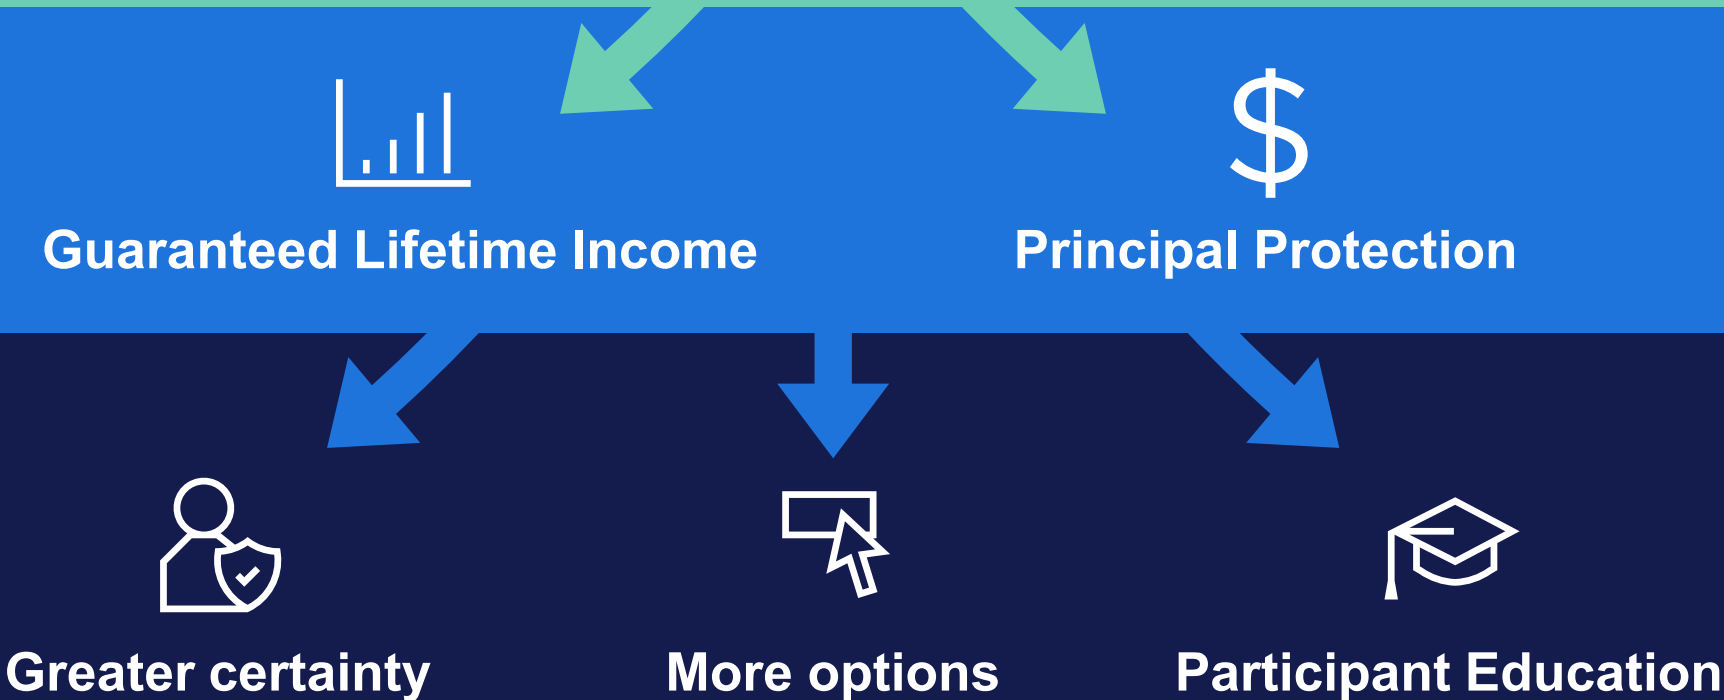 Guaranteed Lifetime Income
Principal Protection
Greater certainty
More options
Participant Education